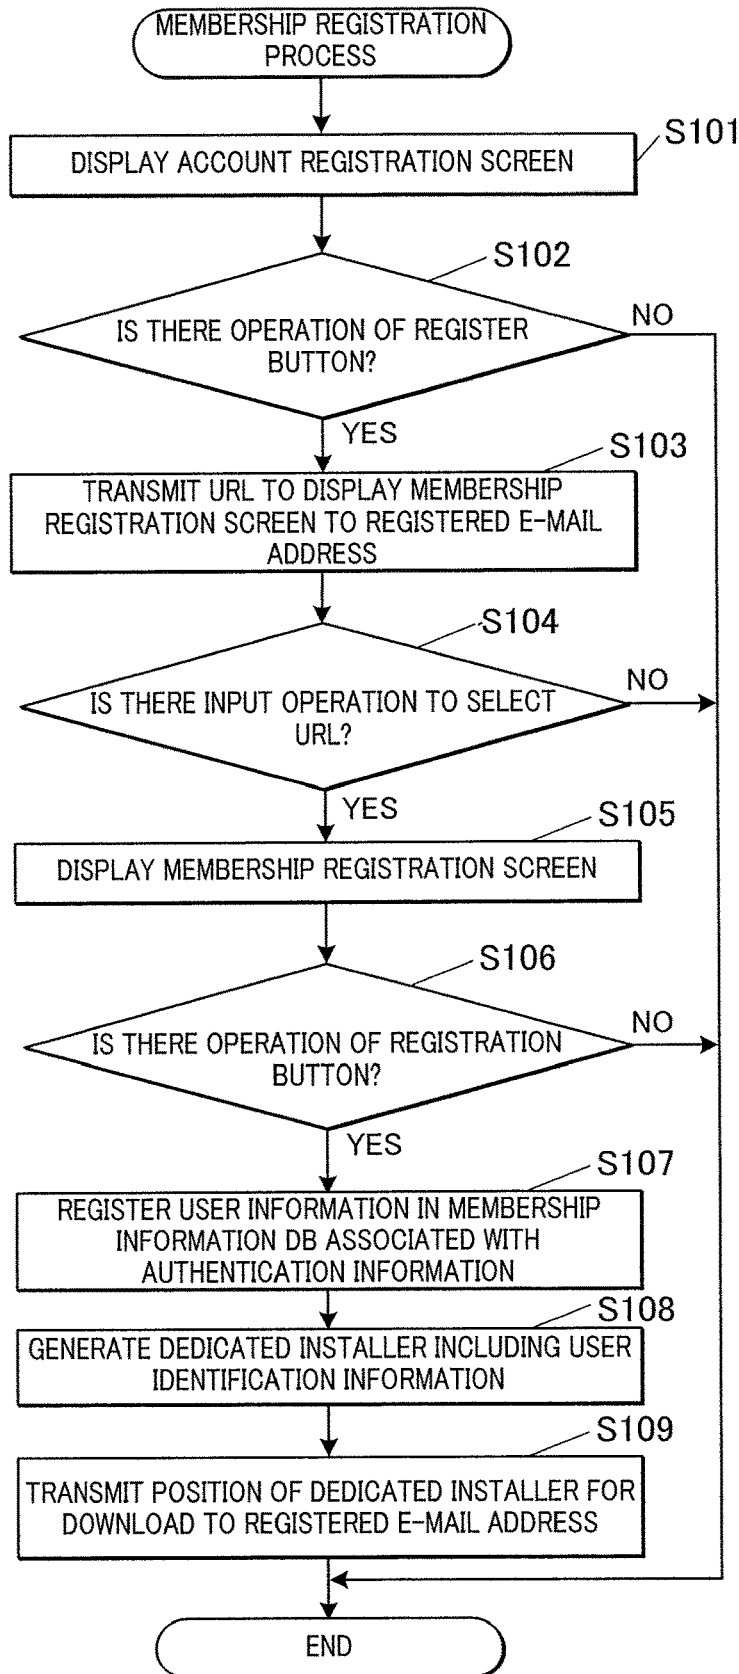 MEMBERSHIP REGISTRATION
PROCESS
S101
DISPLAY ACCOUNT REGISTRATION SCREEN
S102
IS THERE OPERATION OF REGISTER
BUTTON?
NO
YES
S103
TRANSMIT URL TO DISPLAY MEMBERSHIP
REGISTRATION SCREEN TO REGISTERED E-MAIL
ADDRESS
S104
IS THERE INPUT OPERATION TO SELECT
URL?
NO
YES
S105
DISPLAY MEMBERSHIP REGISTRATION SCREEN
S106
IS THERE OPERATION OF REGISTRATION
BUTTON?
NO
YES
S107
REGISTER USER INFORMATION IN MEMBERSHIP
INFORMATION DB ASSOCIATED WITH
AUTHENTICATION INFORMATION
S108
GENERATE DEDICATED INSTALLER INCLUDING USER
IDENTIFICATION INFORMATION
S109
TRANSMIT POSITION OF DEDICATED INSTALLER FOR
DOWNLOAD TO REGISTERED E-MAIL ADDRESS
END